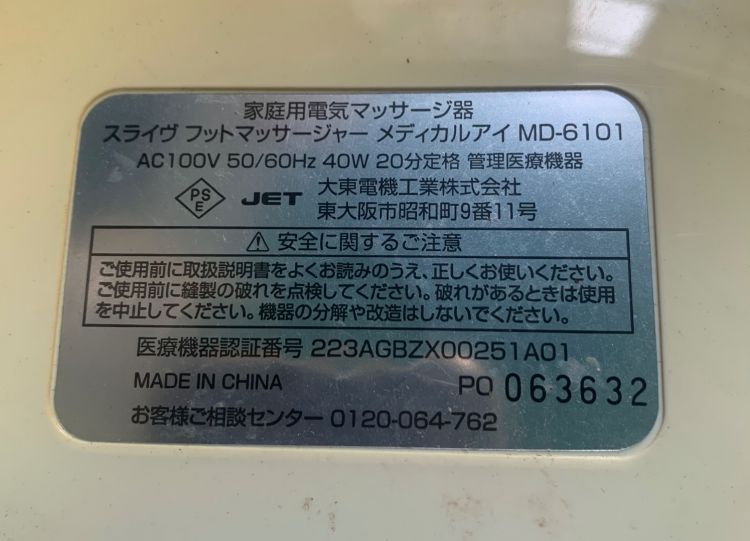 家庭用電気マッサージ器
スライヴ フットマッサージャー メディカルアイ MD-6101
AC100V 50/60Hz 40W 20分定格 管理医療機器
PS
E
JET 大東電機工業株式会社
東大阪市昭和町9番11号
⚠ 安全に関するご注意
ご使用前に取扱説明書をよくお読みのうえ、正しくお使いください。
ご使用前に縫製の破れを点検してください。破れがあるときは使用
を中止してください。機器の分解や改造はしないでください。
医療機器認証番号 223AGBZX00251A01
MADE IN CHINA PO 063632
お客様ご相談センター 0120-064-762